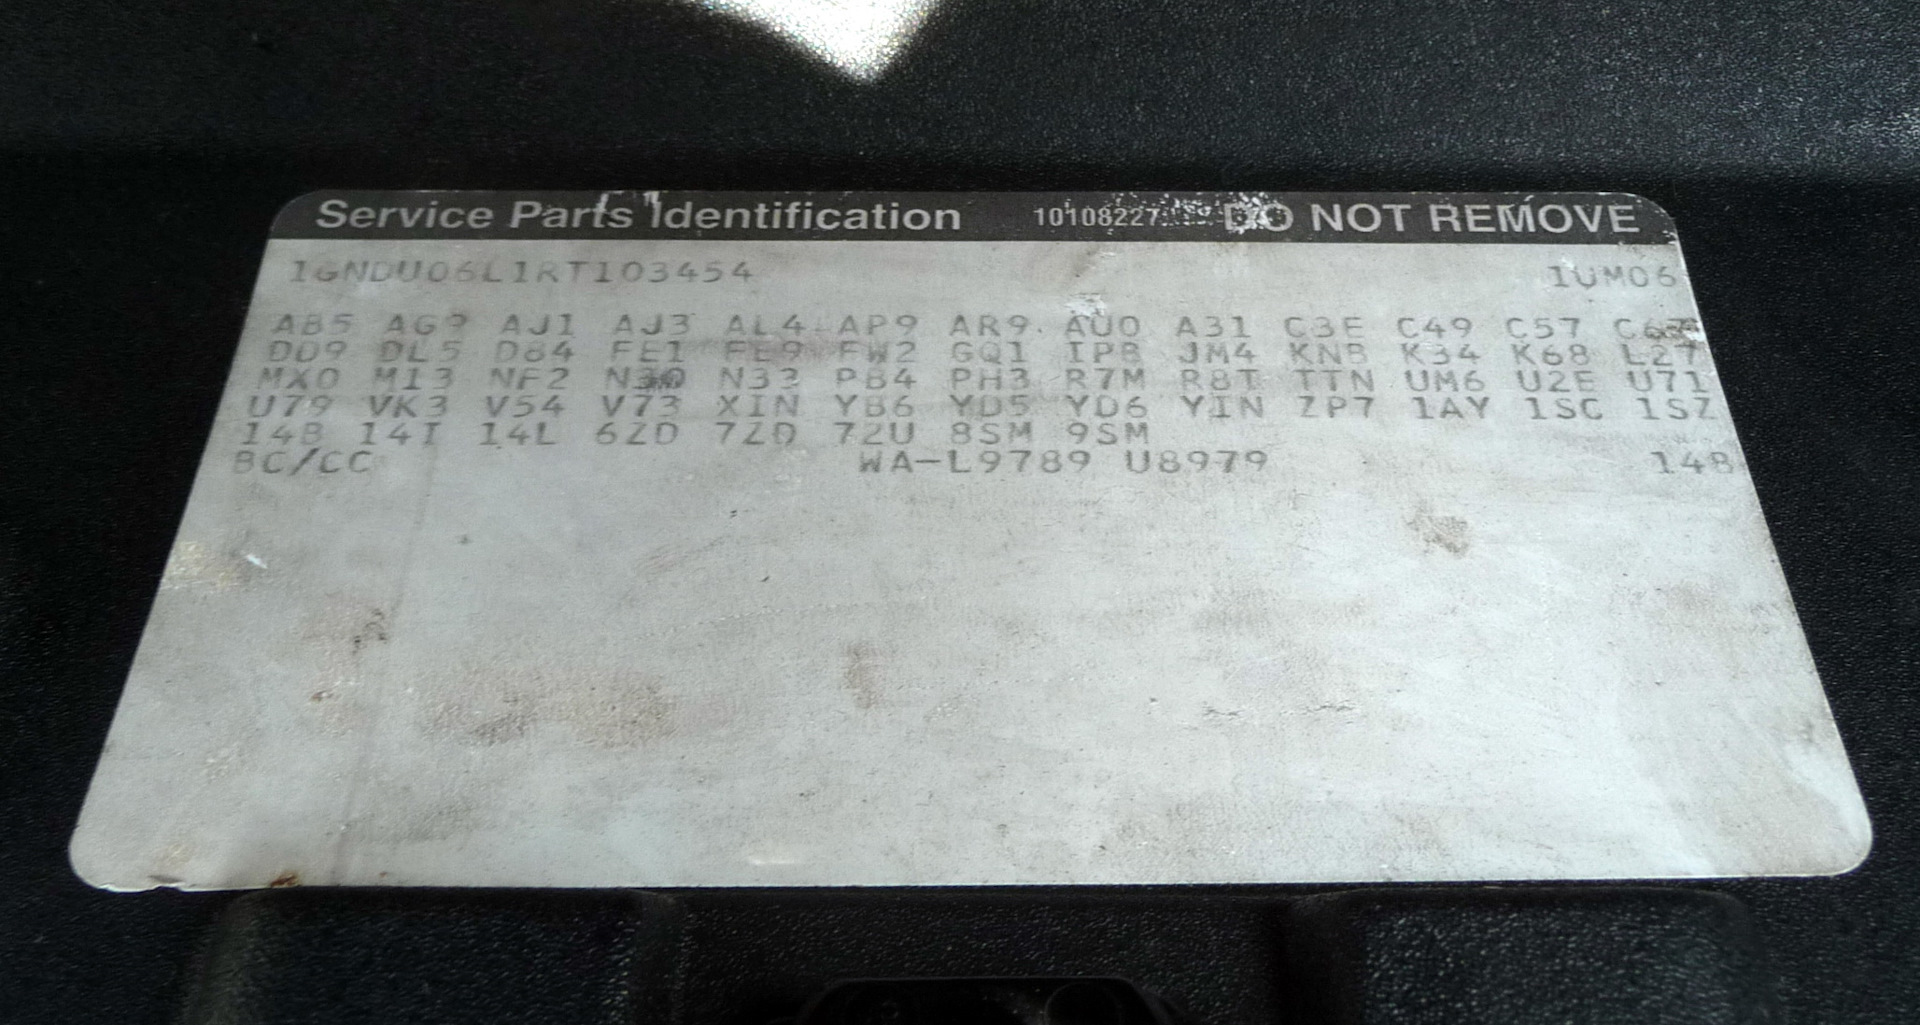 Service Parts Identification 10108227 DO NOT REMOVE
1GNDU06L1RT103454 1UM06
AB5 AJ1 AJ3 AL4 AP9 AR9 AU0 A31 C3E C49 C57
DD9 DL5 D84 FE1 FE9 FW2 GQ1 IPB JM4 KNB K34 K68 L27
MX0 M13 NF2 N33 PB4 PH3 R7M R8T TTN UM6 U2E U71
U79 VK3 V54 V73 XIN YB6 YD5 YD6 YIN ZP7 1AY 1SC 1SZ
14B 14I 14L 6ZD 7ZD 72U 8SM 9SM
BC/CC WA-L9789 U8979 14B